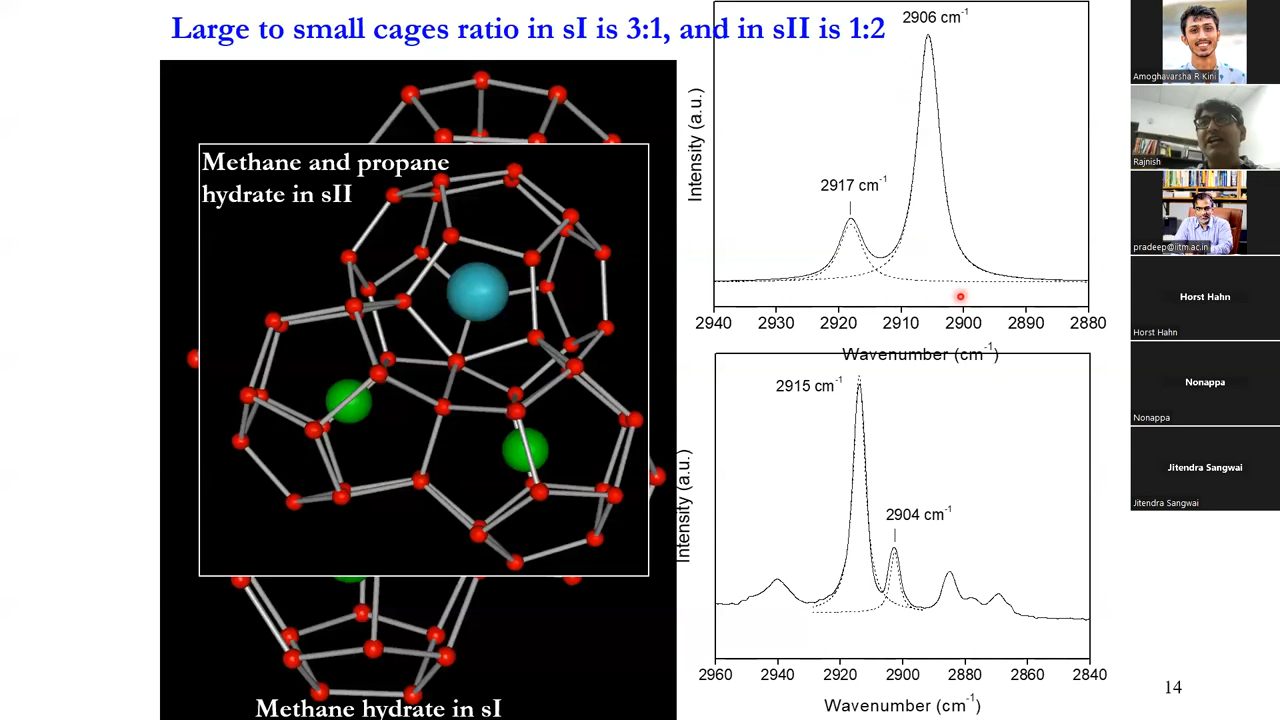 Large to small cages ratio in sI is 3:1, and in sII is 1:2
Methane and propane
hydrate in sII
Methane hydrate in sI
2906 cm⁻¹
2917 cm⁻¹
Intensity (a.u.)
2940 2930 2920 2910 2900 2890 2880
Wavenumber (cm⁻¹)
2915 cm⁻¹
2904 cm⁻¹
Intensity (a.u.)
2960 2940 2920 2900 2880 2860 2840
Wavenumber (cm⁻¹)
14
Amoghavarsha R Kini
Rajnish
pradeep@iitm.ac.in
Horst Hahn
Horst Hahn
Nonappa
Nonappa
Jitendra Sangwai
Jitendra Sangwai